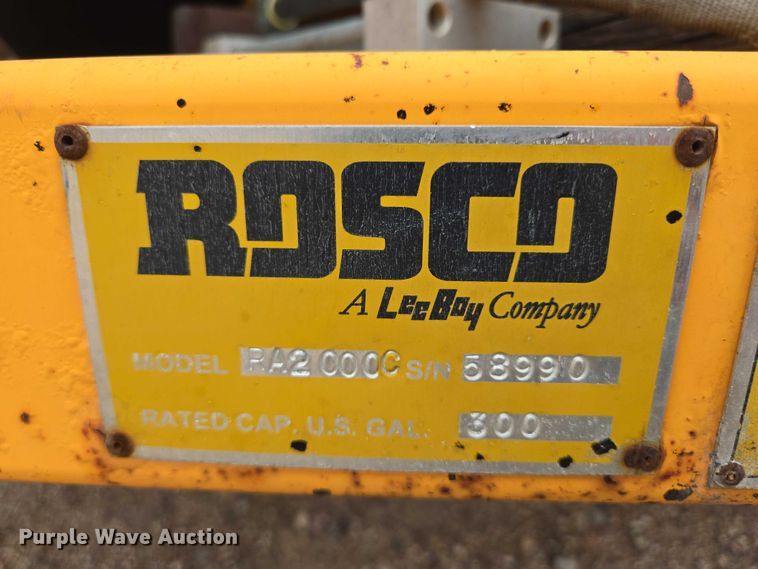 ROSCO
A LeeBoy Company
MODEL RA2000C S/N 58990
RATED CAP. U.S. GAL. 300
Purple Wave Auction